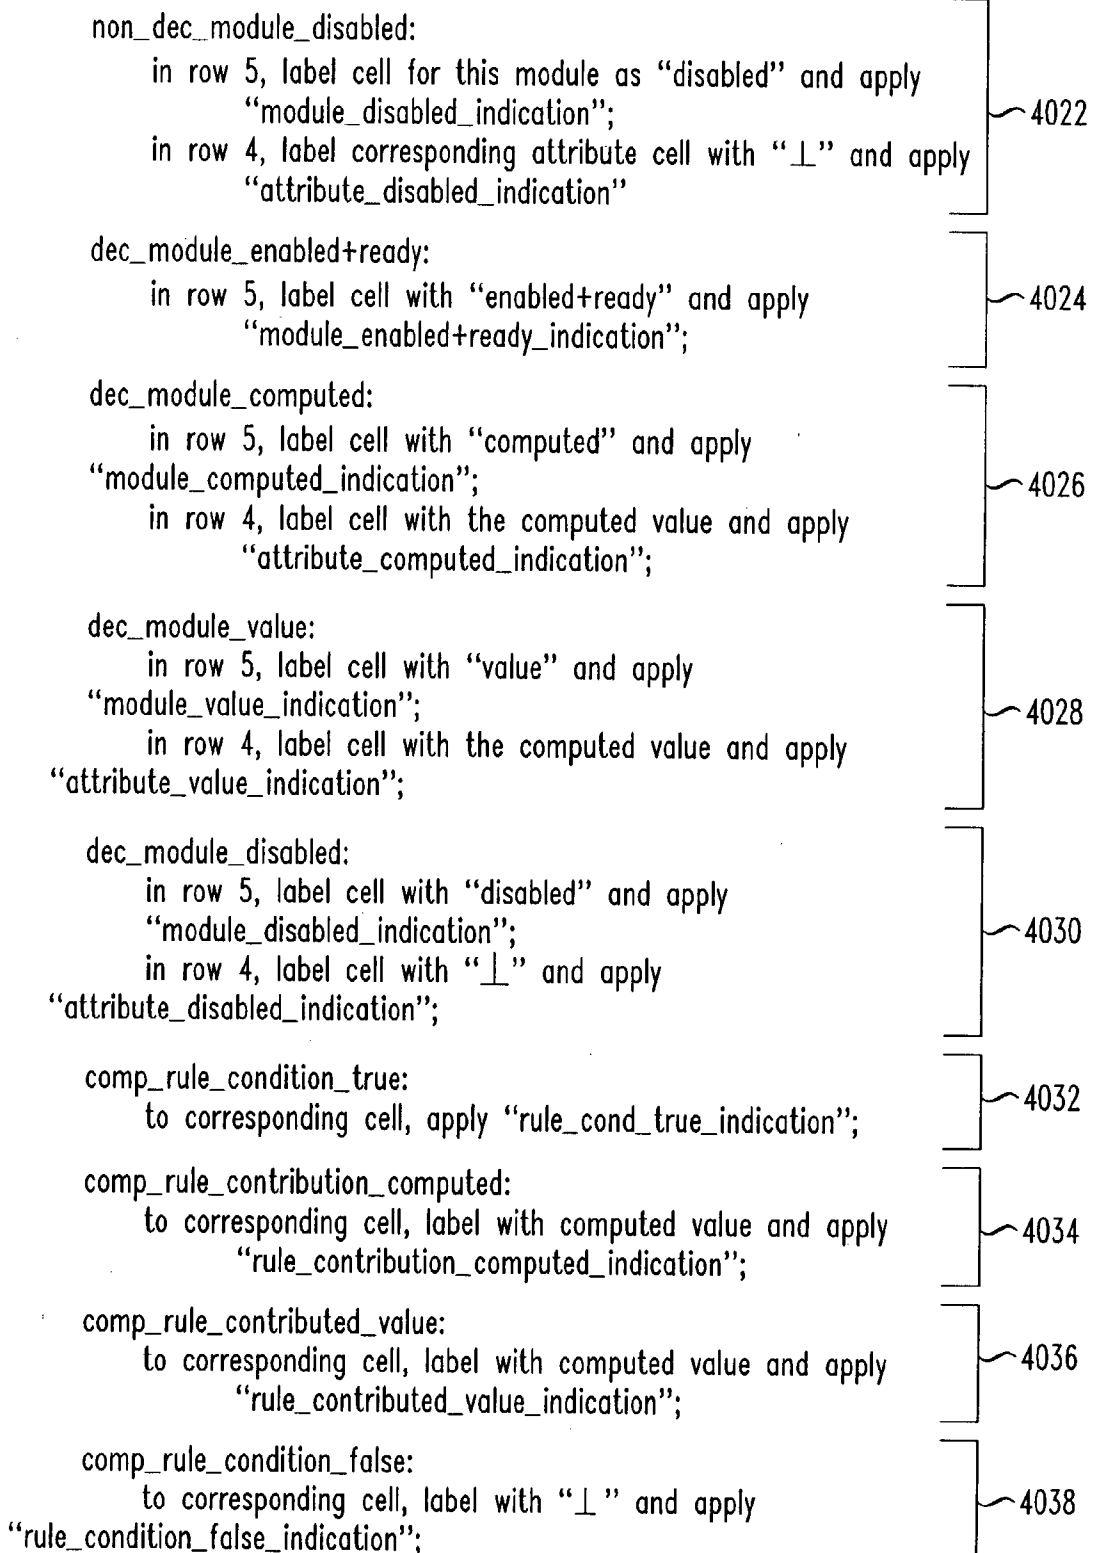 non_dec_module_disabled:
in row 5, label cell for this module as “disabled” and apply
“module_disabled_indication”;
in row 4, label corresponding attribute cell with “⊥” and apply
“attribute_disabled_indication”
4022
dec_module_enabled+ready:
in row 5, label cell with “enabled+ready” and apply
“module_enabled+ready_indication”;
4024
dec_module_computed:
in row 5, label cell with “computed” and apply
“module_computed_indication”;
in row 4, label cell with the computed value and apply
“attribute_computed_indication”;
4026
dec_module_value:
in row 5, label cell with “value” and apply
“module_value_indication”;
in row 4, label cell with the computed value and apply
“attribute_value_indication”;
4028
dec_module_disabled:
in row 5, label cell with “disabled” and apply
“module_disabled_indication”;
in row 4, label cell with “⊥” and apply
“attribute_disabled_indication”;
4030
comp_rule_condition_true:
to corresponding cell, apply “rule_cond_true_indication”;
4032
comp_rule_contribution_computed:
to corresponding cell, label with computed value and apply
“rule_contribution_computed_indication”;
4034
comp_rule_contributed_value:
to corresponding cell, label with computed value and apply
“rule_contributed_value_indication”;
4036
comp_rule_condition_false:
to corresponding cell, label with “⊥” and apply
“rule_condition_false_indication”;
4038